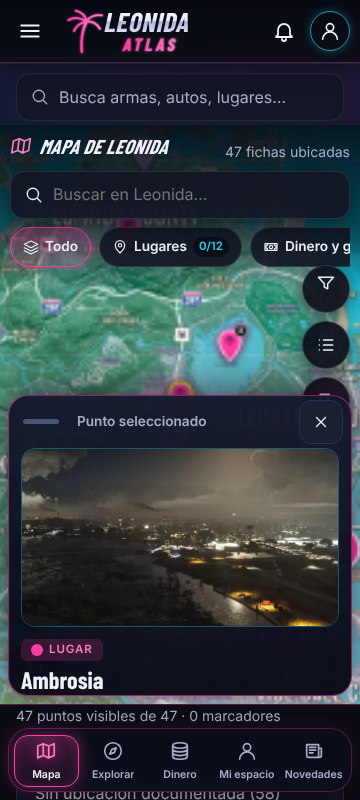 LEONIDA
ATLAS
Busca armas, autos, lugares...
MAPA DE LEONIDA
47 fichas ubicadas
Buscar en Leonida...
Todo
Lugares 0/12
Dinero y g
Punto seleccionado
LUGAR
Ambrosia
47 puntos visibles de 47 · 0 marcadores
Mapa
Explorar
Dinero
Mi espacio
Novedades
Sin ubicación documentada (58)